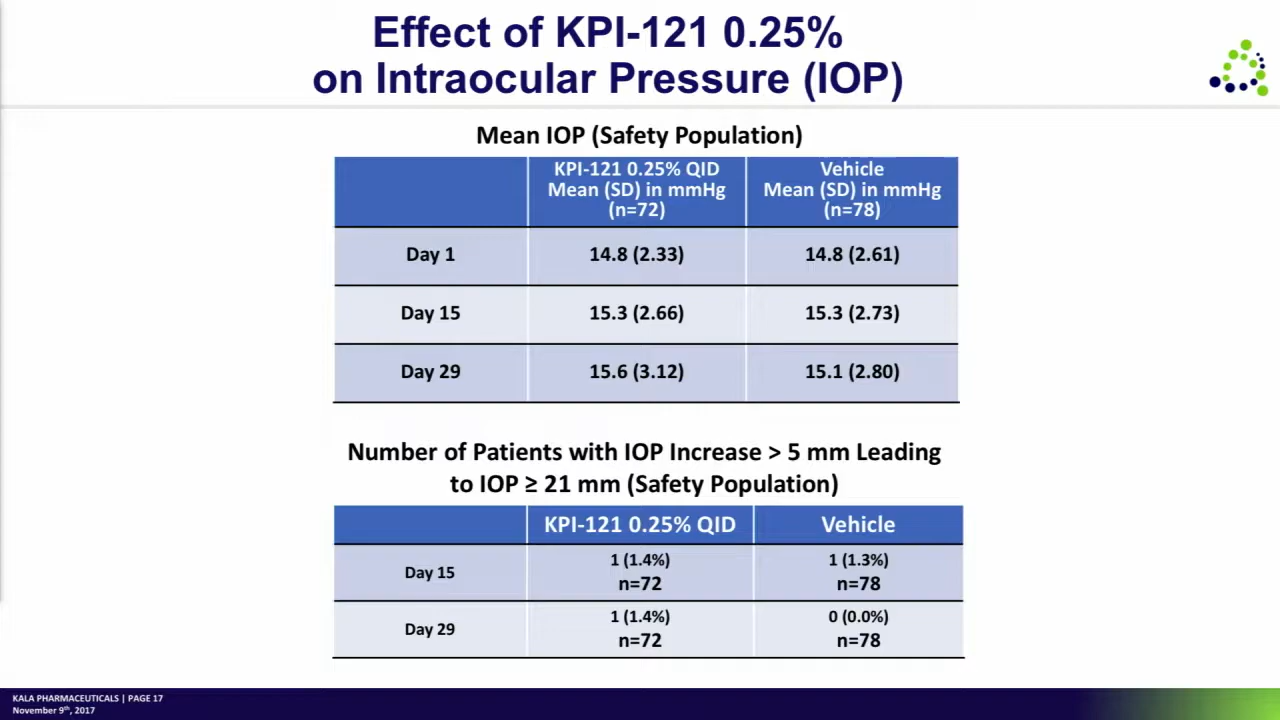 Effect of KPI-121 0.25%
on Intraocular Pressure (IOP)
Mean IOP (Safety Population)
KPI-121 0.25% QID
Mean (SD) in mmHg
(n=72)
Vehicle
Mean (SD) in mmHg
(n=78)
Day 1 14.8 (2.33) 14.8 (2.61)
Day 15 15.3 (2.66) 15.3 (2.73)
Day 29 15.6 (3.12) 15.1 (2.80)
Number of Patients with IOP Increase > 5 mm Leading
to IOP ≥ 21 mm (Safety Population)
KPI-121 0.25% QID Vehicle
Day 15
1 (1.4%)
n=72
1 (1.3%)
n=78
Day 29
1 (1.4%)
n=72
0 (0.0%)
n=78
KALA PHARMACEUTICALS | PAGE 17
November 9th, 2017